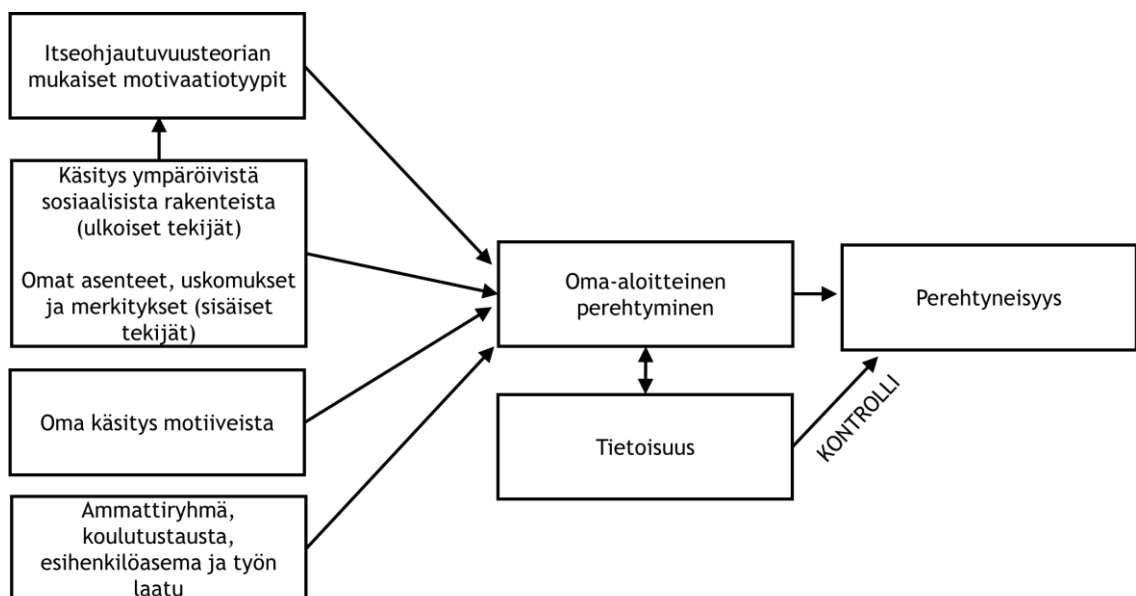 Itseohjautuvuusteorian
mukaiset motivaatiotyypit
Käsitys ympäröivistä
sosiaalisista rakenteista
(ulkoiset tekijät)
Omat asenteet, uskomukset
ja merkitykset (sisäiset
tekijät)
Oma käsitys motiiveista
Ammattiryhmä,
koulutustausta,
esihenkilöasema ja työn
laatu
Oma-aloitteinen
perehtyminen
Tietoisuus
Perehtyneisyys
KONTROLLI